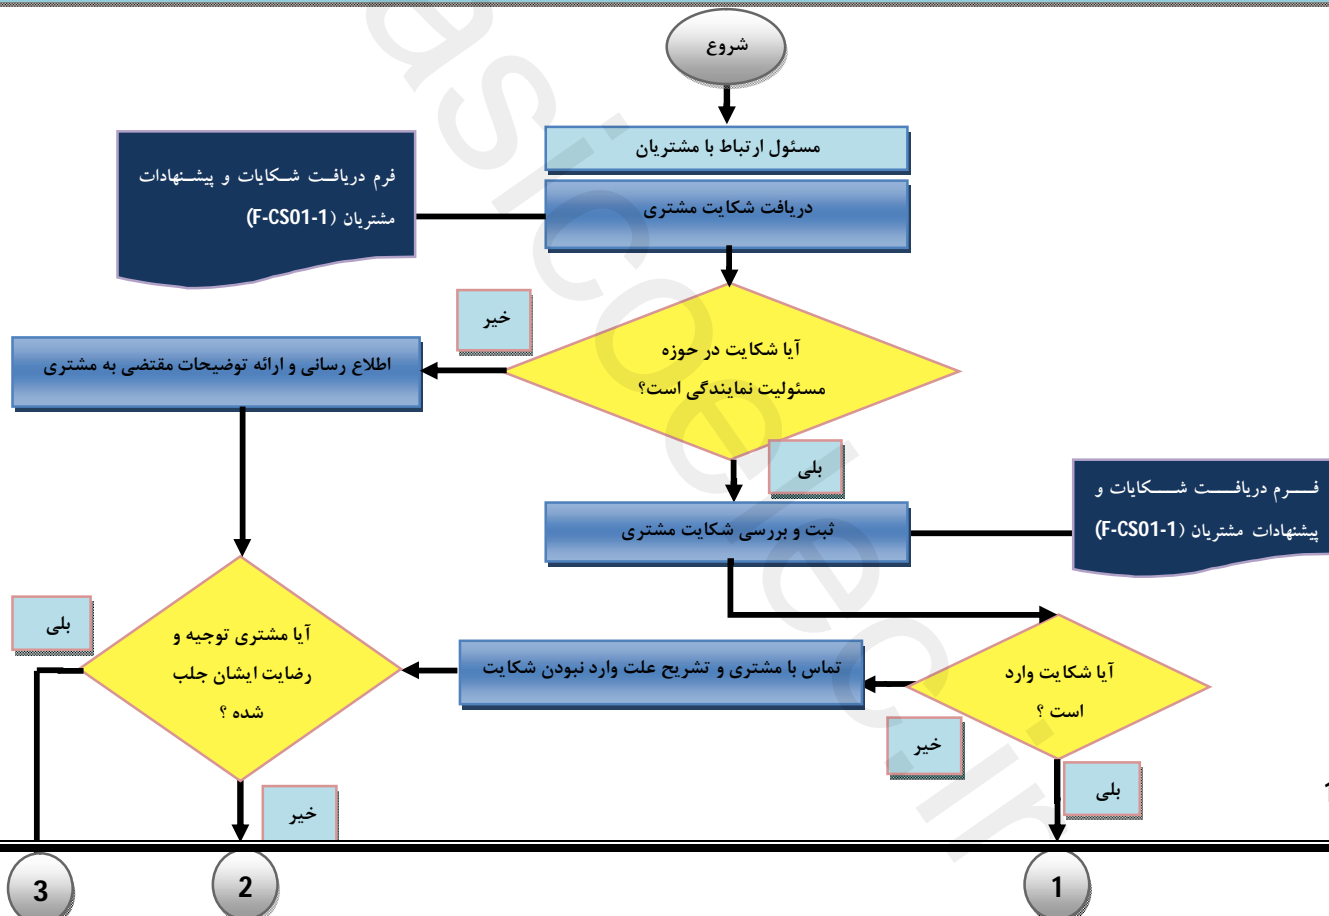 شروع
مسئول ارتباط با مشتریان
دریافت شکایت مشتری
فرم دریافت شکایات و پیشنهادات
مشتریان (F-CS01-1)
آیا شکایت در حوزه
مسئولیت نمایندگی است؟
خیر
اطلاع رسانی و ارائه توضیحات مقتضی به مشتری
بلی
ثبت و بررسی شکایت مشتری
فرم دریافت شکایات و
پیشنهادات مشتریان (F-CS01-1)
آیا شکایت وارد
است ؟
تماس با مشتری و تشریح علت وارد نبودن شکایت
آیا مشتری توجیه و
رضایت ایشان جلب
شده ؟
بلی
خیر
بلی
خیر
1
1
2
3
asicoelec.ir